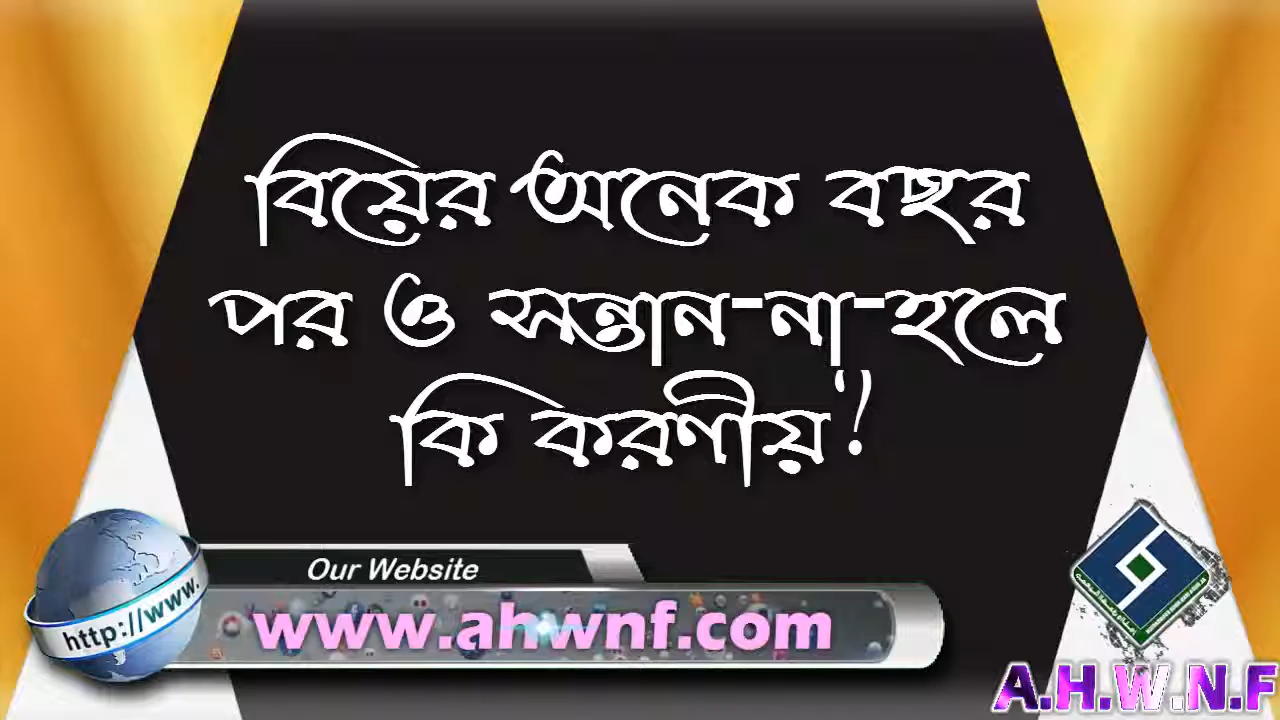 বিয়ের অনেক বছর
পর ও সন্তান-না-হলে
কি করণীয়?
Our Website
http://www.
www.ahwnf.com
A.H.W.N.F